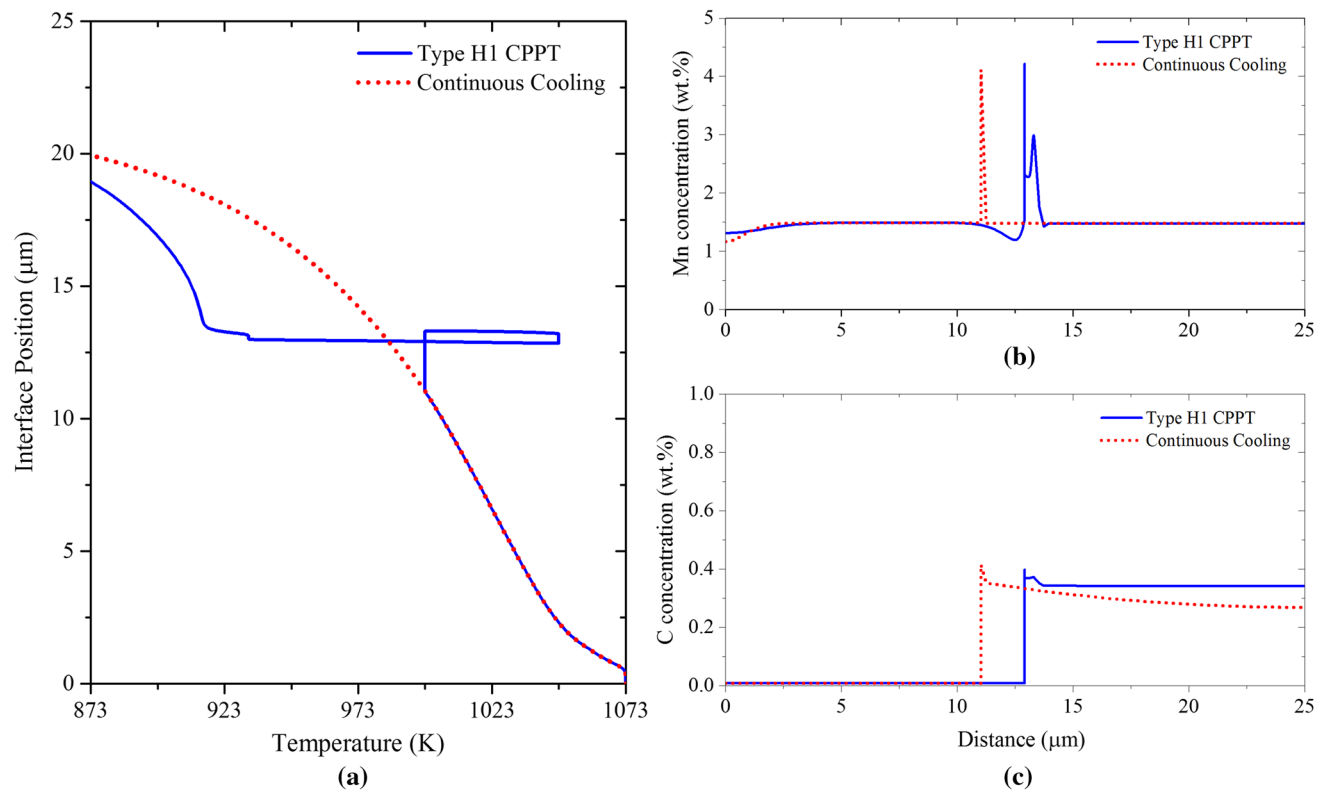 25
20
15
10
5
0
Interface Position (μm)
Type H1 CPPT
Continuous Cooling
873
923
973
1023
1073
Temperature (K)
(a)
5
4
3
2
1
0
Mn concentration (wt.%)
Type H1 CPPT
Continuous Cooling
0
5
10
15
20
25
(b)
1.0
0.8
0.6
0.4
0.2
0.0
C concentration (wt.%)
Type H1 CPPT
Continuous Cooling
0
5
10
15
20
25
Distance (μm)
(c)